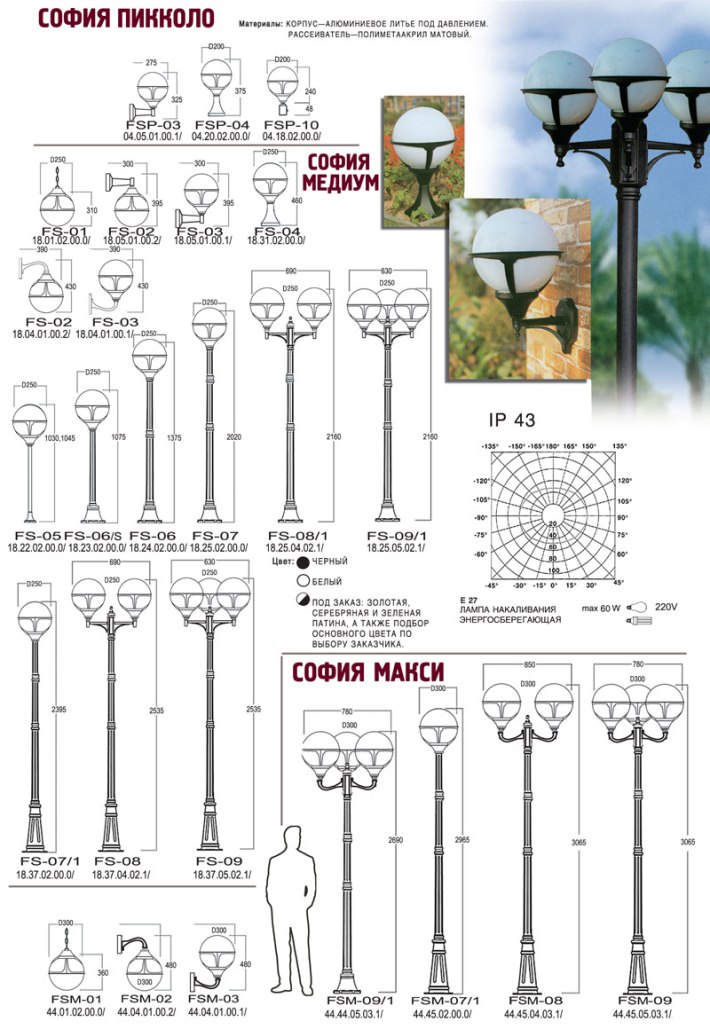 СОФИЯ ПИККОЛО
Материалы: КОРПУС—АЛЮМИНИЕВОЕ ЛИТЬЕ ПОД ДАВЛЕНИЕМ.
РАССЕИВАТЕЛЬ—ПОЛИМЕТААКРИЛ МАТОВЫЙ.
275 D200 D200
325 375 240 48
FSP-03 FSP-04 FSP-10
04.05.01.00.1/ 04.20.02.00.0/ 04.18.02.00.0/
СОФИЯ
МЕДИУМ
D250 300 300 D250
310 395 395 460
FS-01 FS-02 FS-03 FS-04
18.01.02.00.0/ 18.05.01.00.2/ 18.05.01.00.1/ 18.31.02.00.0/
390 390
430 430
FS-02 FS-03
18.04.01.00.2/ 18.04.01.00.1/
690 630
D250 D250 D250 D250 D250 D250
1030,1045 1075 1375 2020 2160 2160
FS-05 FS-06/S FS-06 FS-07 FS-08/1 FS-09/1
18.22.02.00.0/ 18.23.02.00.0/ 18.24.02.00.0/ 18.25.02.00.0/ 18.25.04.02.1/ 18.25.05.02.1/
IP 43
-135° -150° -165° 180° 165° 150° 135°
-120° 120°
-105° 105°
-90° 90°
-75° 75°
-60° 60°
20
40
60
80
100
-45° -30° -15° 0° 15° 30° 45°
E 27
ЛАМПА НАКАЛИВАНИЯ
ЭНЕРГОСБЕРЕГАЮЩАЯ
max 60 W 220V
Цвет: ЧЕРНЫЙ
БЕЛЫЙ
ПОД ЗАКАЗ: ЗОЛОТАЯ,
СЕРЕБРЯНАЯ И ЗЕЛЕНАЯ
ПАТИНА, А ТАКЖЕ ПОДБОР
ОСНОВНОГО ЦВЕТА ПО
ВЫБОРУ ЗАКАЗЧИКА.
690 630
D250 D250 D250
2395 2535 2535
FS-07/1 FS-08 FS-09
18.37.02.00.0/ 18.37.04.02.1/ 18.37.05.02.1/
СОФИЯ МАКСИ
780 D300 850 780
D300 D300 D300
2690 2965 3065 3065
FSM-09/1 FSM-07/1 FSM-08 FSM-09
44.44.05.03.1/ 44.45.02.00.0/ 44.45.04.03.1/ 44.45.05.03.1/
D300 D300 D300
360 480 480
FSM-01 FSM-02 FSM-03
44.01.02.00.0/ 44.04.01.00.2/ 44.04.01.00.1/